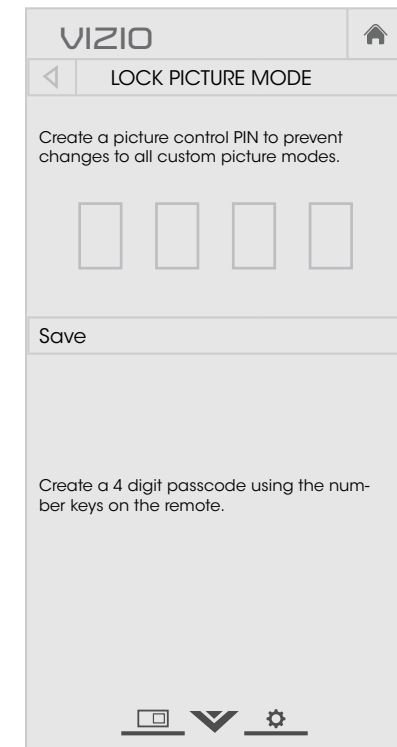 VIZIO
LOCK PICTURE MODE
Create a picture control PIN to prevent
changes to all custom picture modes.
Save
Create a 4 digit passcode using the num-
ber keys on the remote.